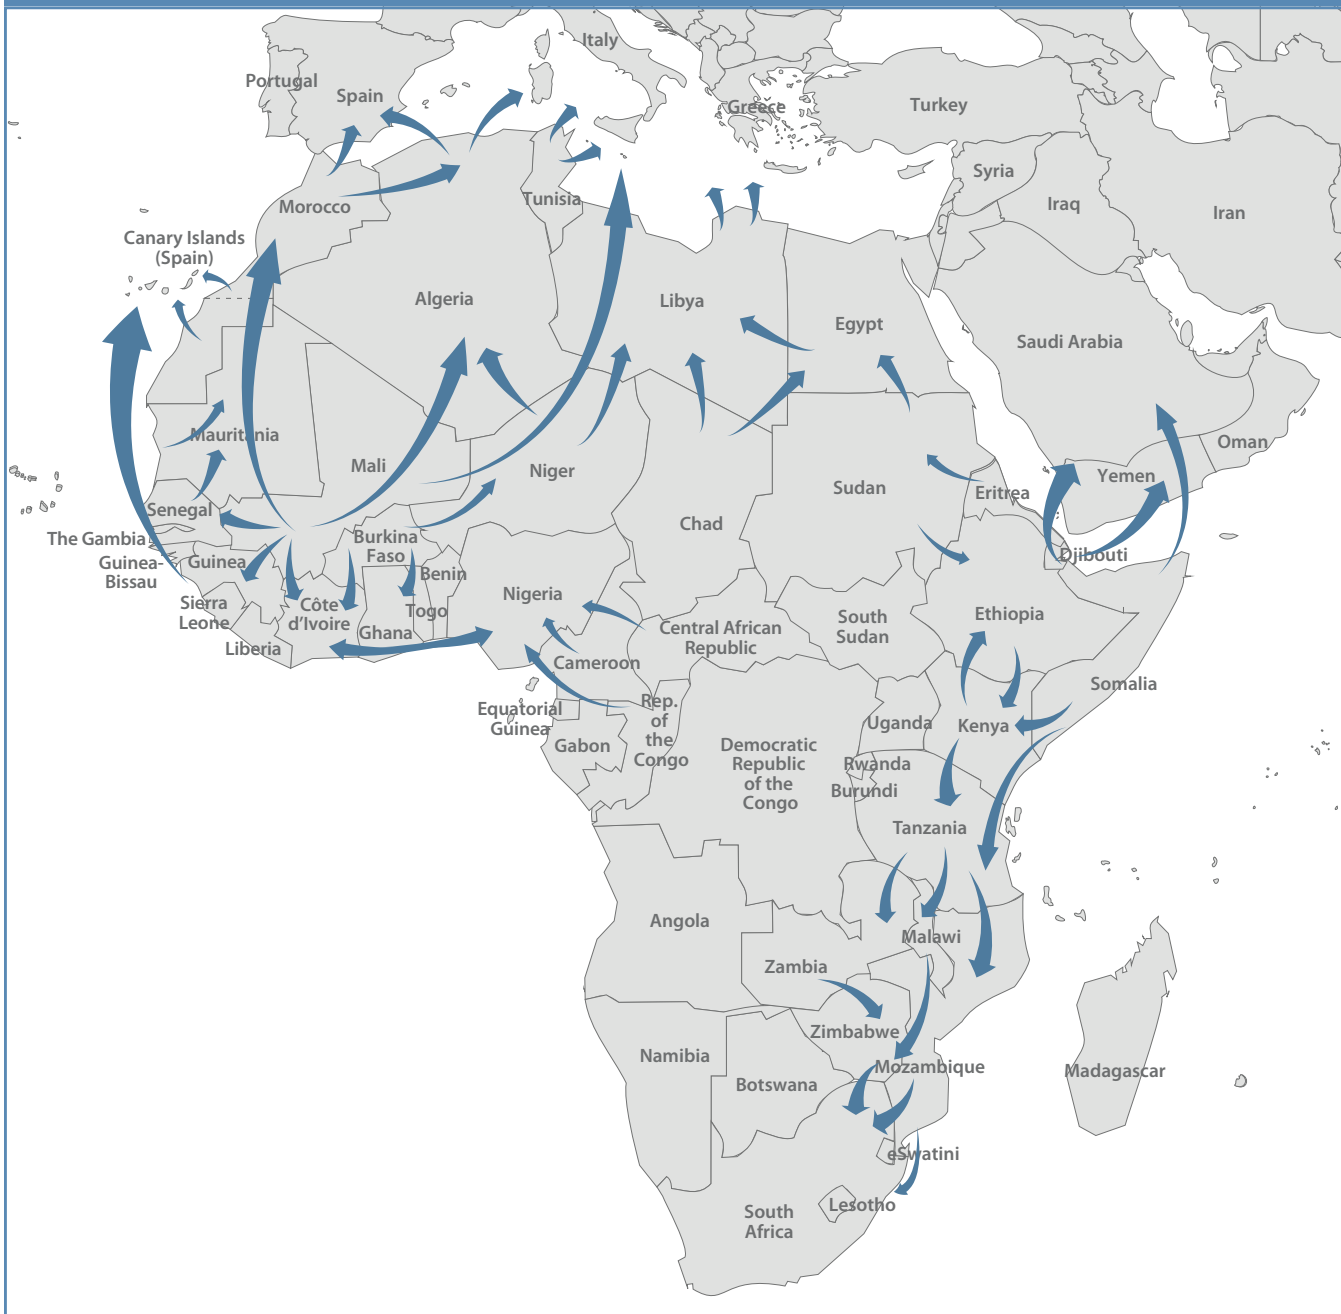 Italy
Portugal
Spain
Greece
Turkey
Syria
Iraq
Iran
Tunisia
Morocco
Canary Islands
(Spain)
Algeria
Libya
Egypt
Saudi Arabia
Mauritania
Mali
Niger
Oman
Yemen
Sudan
Eritrea
Senegal
Chad
The Gambia
Burkina
Faso
Djibouti
Guinea-
Bissau
Guinea
Benin
Nigeria
Sierra
Leone
Côte
d’Ivoire
Togo
Ghana
Ethiopia
South
Sudan
Central African
Republic
Liberia
Cameroon
Somalia
Equatorial
Guinea
Rep.
of
the
Congo
Uganda
Kenya
Gabon
Democratic
Republic
of the
Congo
Rwanda
Burundi
Tanzania
Angola
Malawi
Zambia
Zimbabwe
Namibia
Mozambique
Madagascar
Botswana
eSwatini
Lesotho
South
Africa